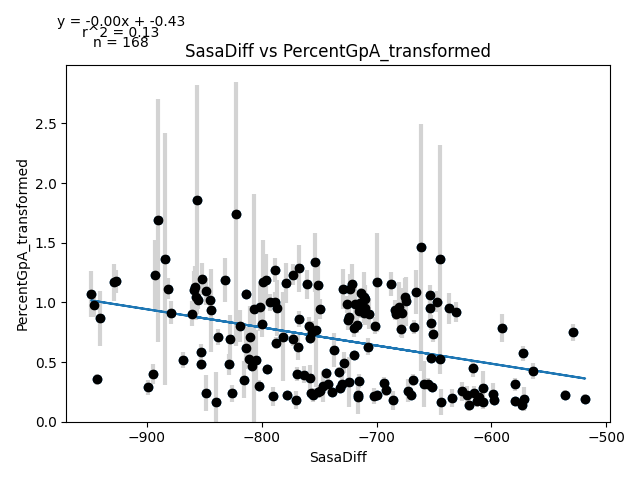 y = -0.00x + -0.43
r^2 = 0.13
n = 168
SasaDiff vs PercentGpA_transformed
PercentGpA_transformed
2.5
2.0
1.5
1.0
0.5
0.0
−900
−800
−700
−600
−500
SasaDiff